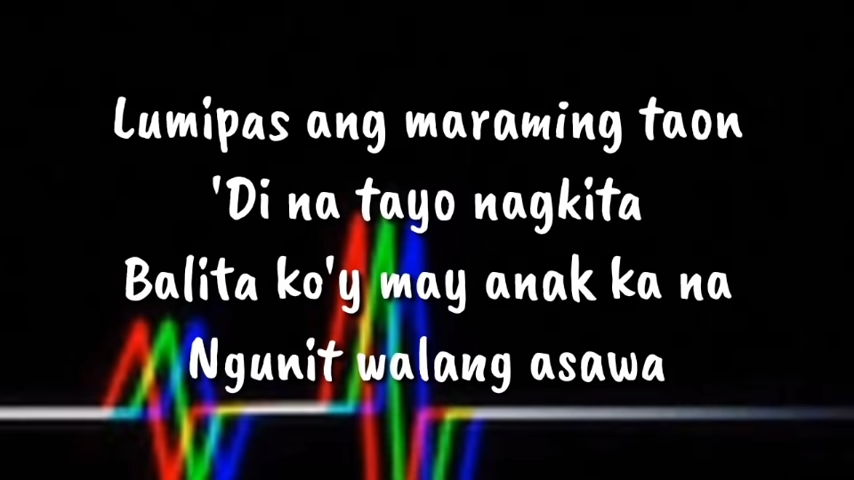 Lumipas ang maraming taon
'Di na tayo nagkita
Balita ko'y may anak ka na
Ngunit walang asawa